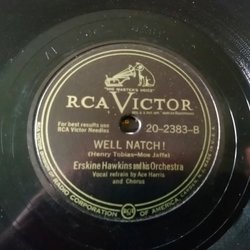 "HIS MASTER'S VOICE"
RCA VICTOR
For best results use
RCA Victor Needles
20-2383-B
WELL NATCH!
(Henry Tobias-Moe Jaffe)
Erskine Hawkins and his Orchestra
Vocal refrain by Ace Harris
and Chorus
RADIO CORPORATION OF AMERICA
RCA